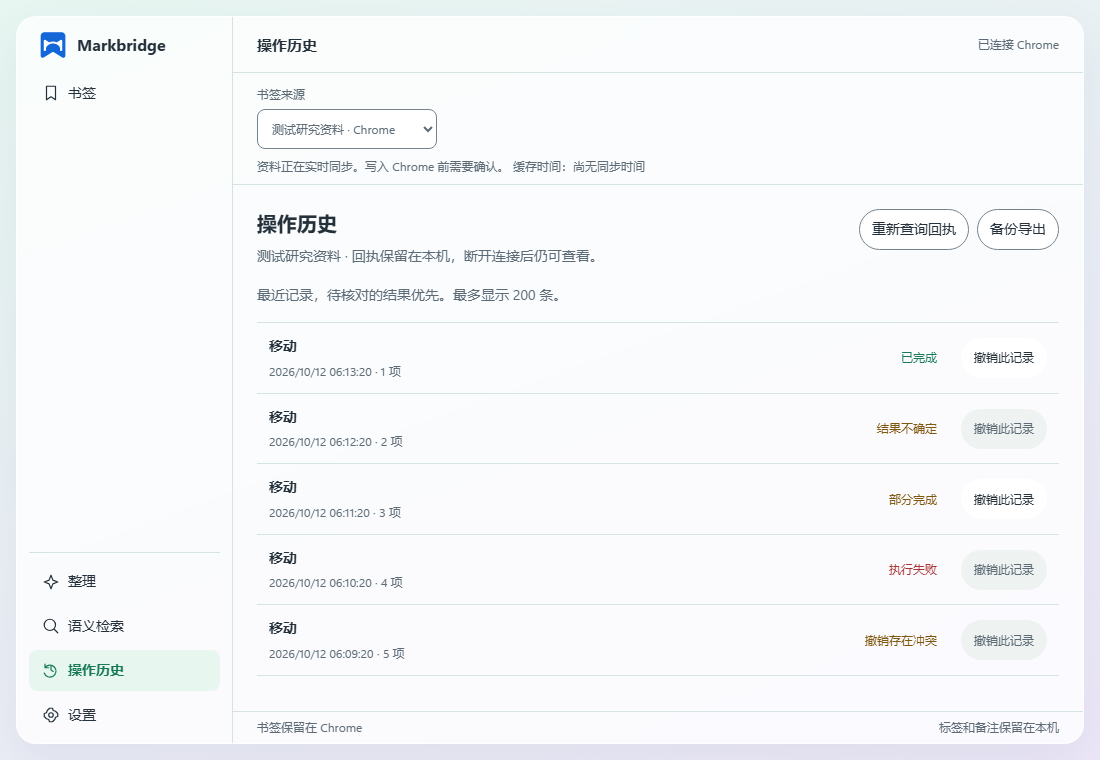 Markbridge
书签
整理
语义检索
操作历史
设置
操作历史
已连接 Chrome
书签来源
测试研究资料 · Chrome
资料正在实时同步。写入 Chrome 前需要确认。 缓存时间：尚无同步时间
操作历史
重新查询回执
备份导出
测试研究资料 · 回执保留在本机，断开连接后仍可查看。
最近记录，待核对的结果优先。最多显示 200 条。
移动
2026/10/12 06:13:20 · 1 项
已完成
撤销此记录
移动
2026/10/12 06:12:20 · 2 项
结果不确定
撤销此记录
移动
2026/10/12 06:11:20 · 3 项
部分完成
撤销此记录
移动
2026/10/12 06:10:20 · 4 项
执行失败
撤销此记录
移动
2026/10/12 06:09:20 · 5 项
撤销存在冲突
撤销此记录
书签保留在 Chrome
标签和备注保留在本机